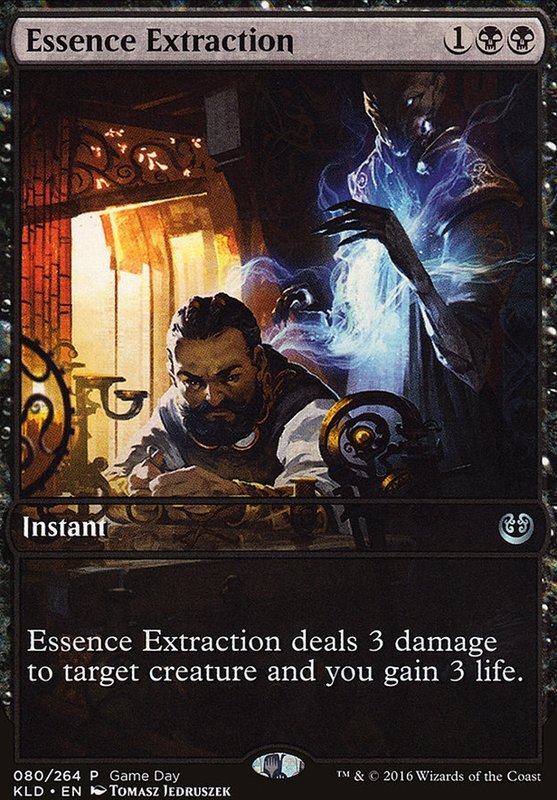 Essence Extraction 1
Instant
Essence Extraction deals 3 damage
to target creature and you gain 3 life.
080/264 P Game Day
KLD • EN Tomasz Jedruszek
™ & © 2016 Wizards of the Coast